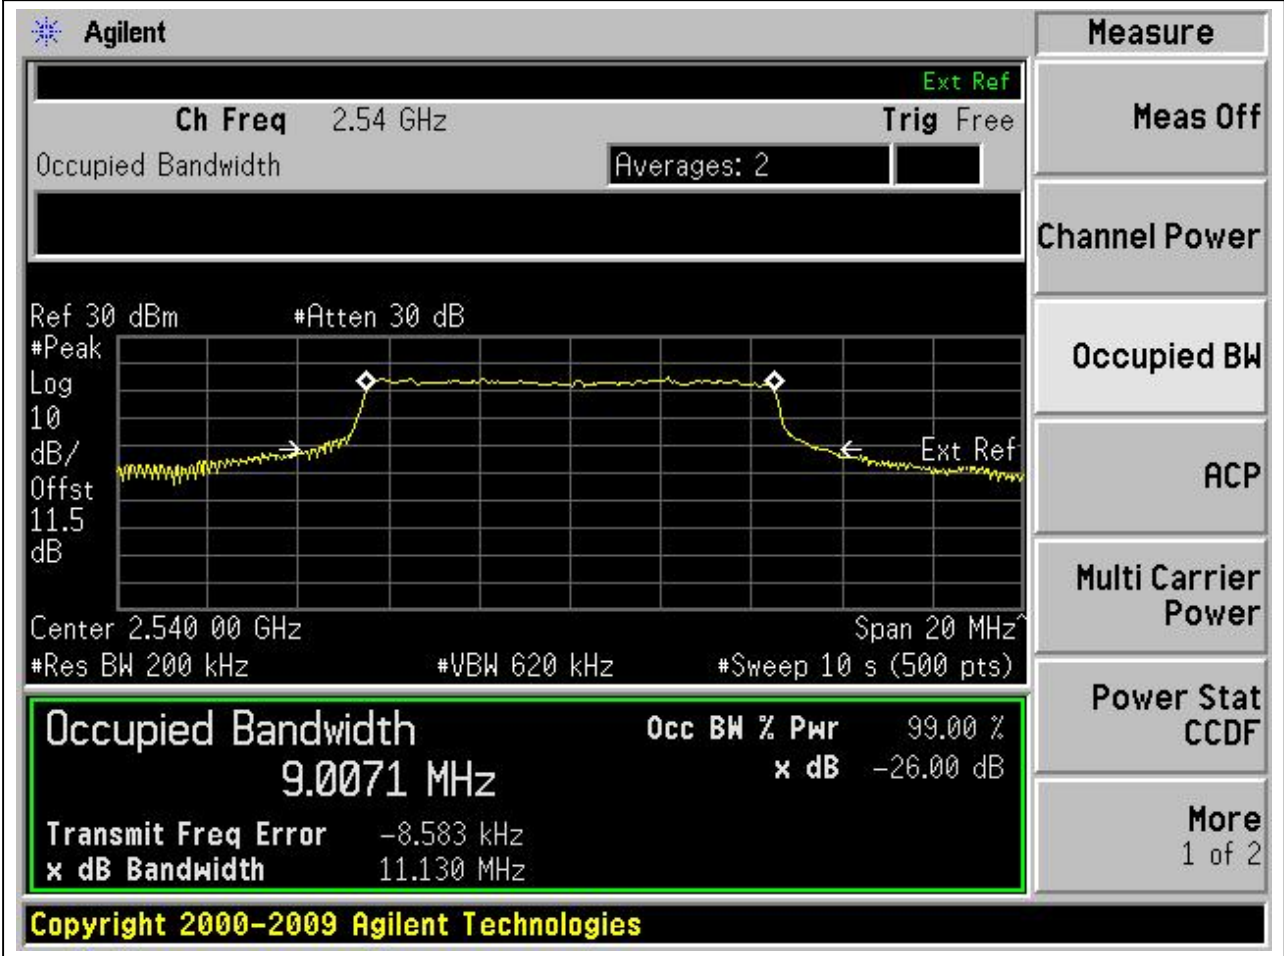 Agilent
Measure
Ext Ref
Ch Freq 2.54 GHz Trig Free
Occupied Bandwidth Averages: 2
Meas Off
Channel Power
Occupied BW
ACP
Multi Carrier
Power
Power Stat
CCDF
More
1 of 2
Ref 30 dBm #Atten 30 dB
#Peak
Log
10
dB/
Offst
11.5
dB
Ext Ref
Center 2.540 00 GHz Span 20 MHz^
#Res BW 200 kHz #VBW 620 kHz #Sweep 10 s (500 pts)
Occupied Bandwidth
9.0071 MHz
Occ BW % Pwr 99.00 %
x dB -26.00 dB
Transmit Freq Error -8.583 kHz
x dB Bandwidth 11.130 MHz
Copyright 2000-2009 Agilent Technologies